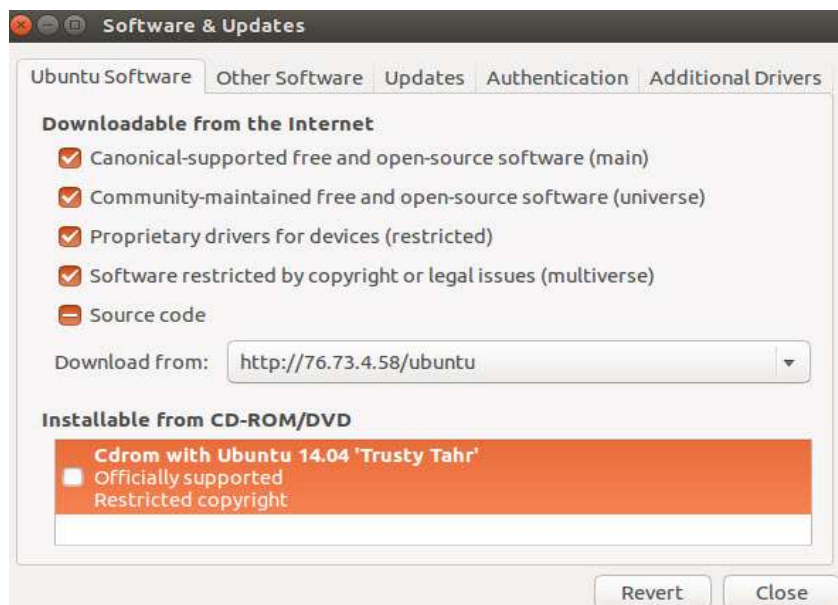 Software & Updates
Ubuntu Software Other Software Updates Authentication Additional Drivers
Downloadable from the Internet
Canonical-supported free and open-source software (main)
Community-maintained free and open-source software (universe)
Proprietary drivers for devices (restricted)
Software restricted by copyright or legal issues (multiverse)
Source code
Download from: http://76.73.4.58/ubuntu
Installable from CD-ROM/DVD
Cdrom with Ubuntu 14.04 'Trusty Tahr'
Officially supported
Restricted copyright
Revert Close